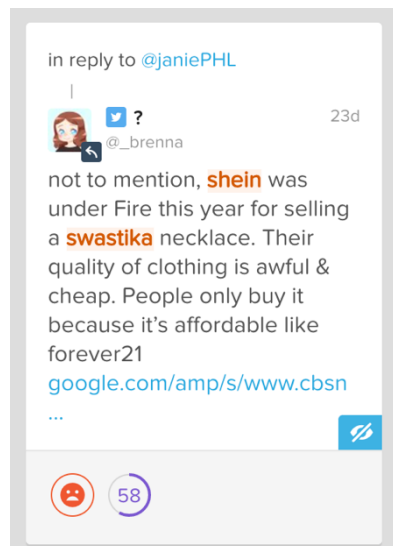 in reply to @janiePHL
?
23d
@_brenna
not to mention, shein was
under Fire this year for selling
a swastika necklace. Their
quality of clothing is awful &
cheap. People only buy it
because it’s affordable like
forever21
google.com/amp/s/www.cbsn
...
58